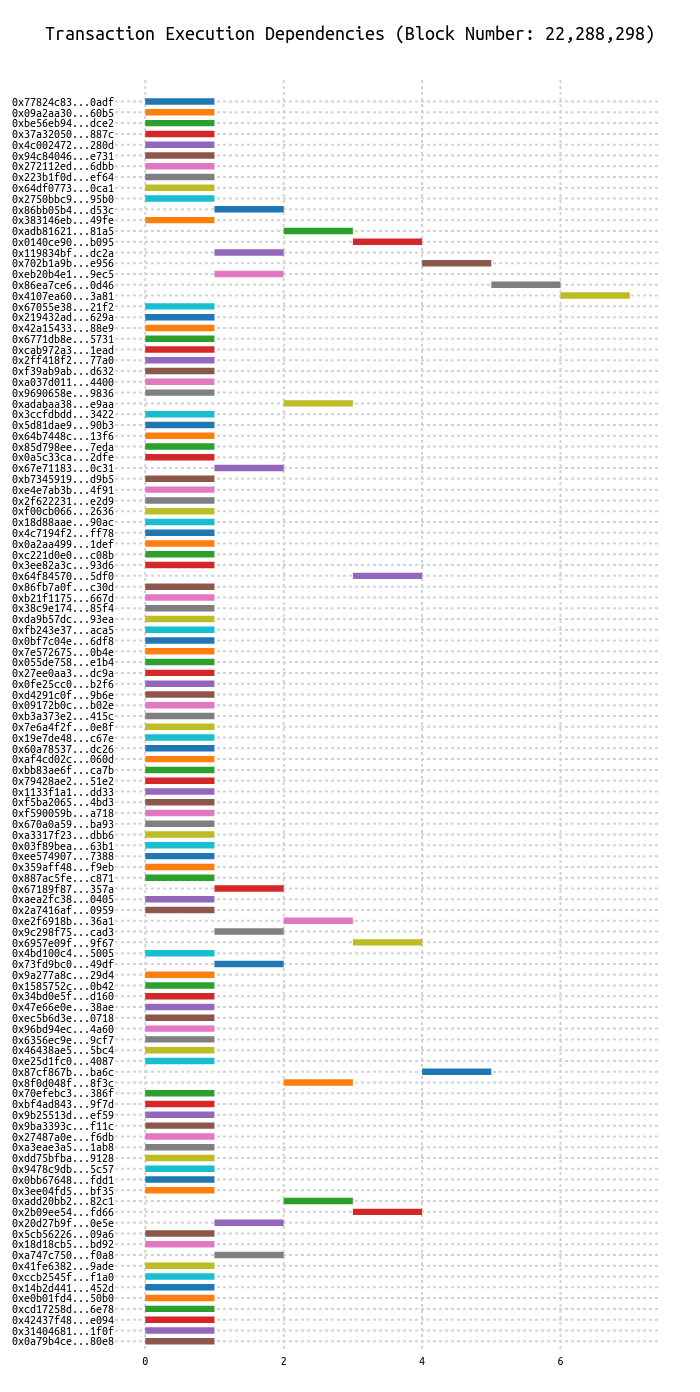 Transaction Execution Dependencies (Block Number: 22,288,298)
0x77824c83...0adf
0x09a2aa30...60b5
0xbe56eb94...dce2
0x37a32050...887c
0x4c002472...280d
0x94c84046...e731
0x272112ed...6dbb
0x223b1f0d...ef64
0x64df0773...0ca1
0x2750bbc9...95b0
0x86bb05b4...d53c
0x383146eb...49fe
0xadb81621...81a5
0x0140ce90...b095
0x119834bf...dc2a
0x702b1a9b...e956
0xeb20b4e1...9ec5
0x86ea7ce6...0d46
0x4107ea60...3a81
0x67055e38...21f2
0x219432ad...629a
0x42a15433...88e9
0x6771db8e...5731
0xcab972a3...1ead
0x2ff418f2...77a0
0xf39ab9ab...d632
0xa037d011...4400
0x9690658e...9836
0xadabaa38...e9aa
0x3ccfdbdd...3422
0x5d81dae9...90b3
0x64b7448c...13f6
0x85d798ee...7eda
0x0a5c33ca...2dfe
0x67e71183...0c31
0xb7345919...d9b5
0xe4e7ab3b...4f91
0x2f622231...e2d9
0xf00cb066...2636
0x18d88aae...90ac
0x4c7194f2...ff78
0x0a2aa499...1def
0xc221d0e0...c08b
0x3ee82a3c...93d6
0x64f84570...5df0
0x86fb7a0f...c30d
0xb21f1175...667d
0x38c9e174...85f4
0xda9b57dc...93ea
0xfb243e37...aca5
0x0bf7c04e...6df8
0x7e572675...0b4e
0x055de758...e1b4
0x27ee0aa3...dc9a
0x0fe25cc0...b2f6
0xd4291c0f...9b6e
0x09172b0c...b02e
0xb3a373e2...415c
0x7e6a4f2f...0e8f
0x19e7de48...c67e
0x60a78537...dc26
0xaf4cd02c...060d
0xbb83ae6f...ca7b
0x79428ae2...51e2
0x1133f1a1...dd33
0xf5ba2065...4bd3
0xf590059b...a718
0x670a0a59...ba93
0xa3317f23...dbb6
0x03f89bea...63b1
0xee574907...7388
0x359aff48...f9eb
0x887ac5fe...c871
0x67189f87...357a
0xaea2fc38...0405
0x2a7416af...0959
0xe2f6918b...36a1
0x9c298f75...cad3
0x6957e09f...9f67
0x4bd100c4...5005
0x73fd9bc0...49df
0x9a277a8c...29d4
0x1585752c...0b42
0x34bd0e5f...d160
0x47e66e0e...38ae
0xec5b6d3e...0718
0x96bd94ec...4a60
0x6356ec9e...9cf7
0x46438ae5...5bc4
0xe25d1fc0...4087
0x87cf867b...ba6c
0x8f0d048f...8f3c
0x70efebc3...386f
0xbf4ad843...9f7d
0x9b25513d...ef59
0x9ba3393c...f11c
0x27487a0e...f6db
0xa3eae3a5...1ab8
0xdd75bfba...9128
0x9478c9db...5c57
0x0bb67648...fdd1
0x3ee04fd5...bf35
0xadd20bb2...82c1
0x2b09ee54...fd66
0x20d27b9f...0e5e
0x5cb56226...09a6
0x18d18cb5...bd92
0xa747c750...f0a8
0x41fe6382...9ade
0xccb2545f...f1a0
0x14b2d441...452d
0xe0b01fd4...50b0
0xcd17258d...6e78
0x42437f48...e094
0x31404681...1f0f
0x0a79b4ce...80e8
0 2 4 6